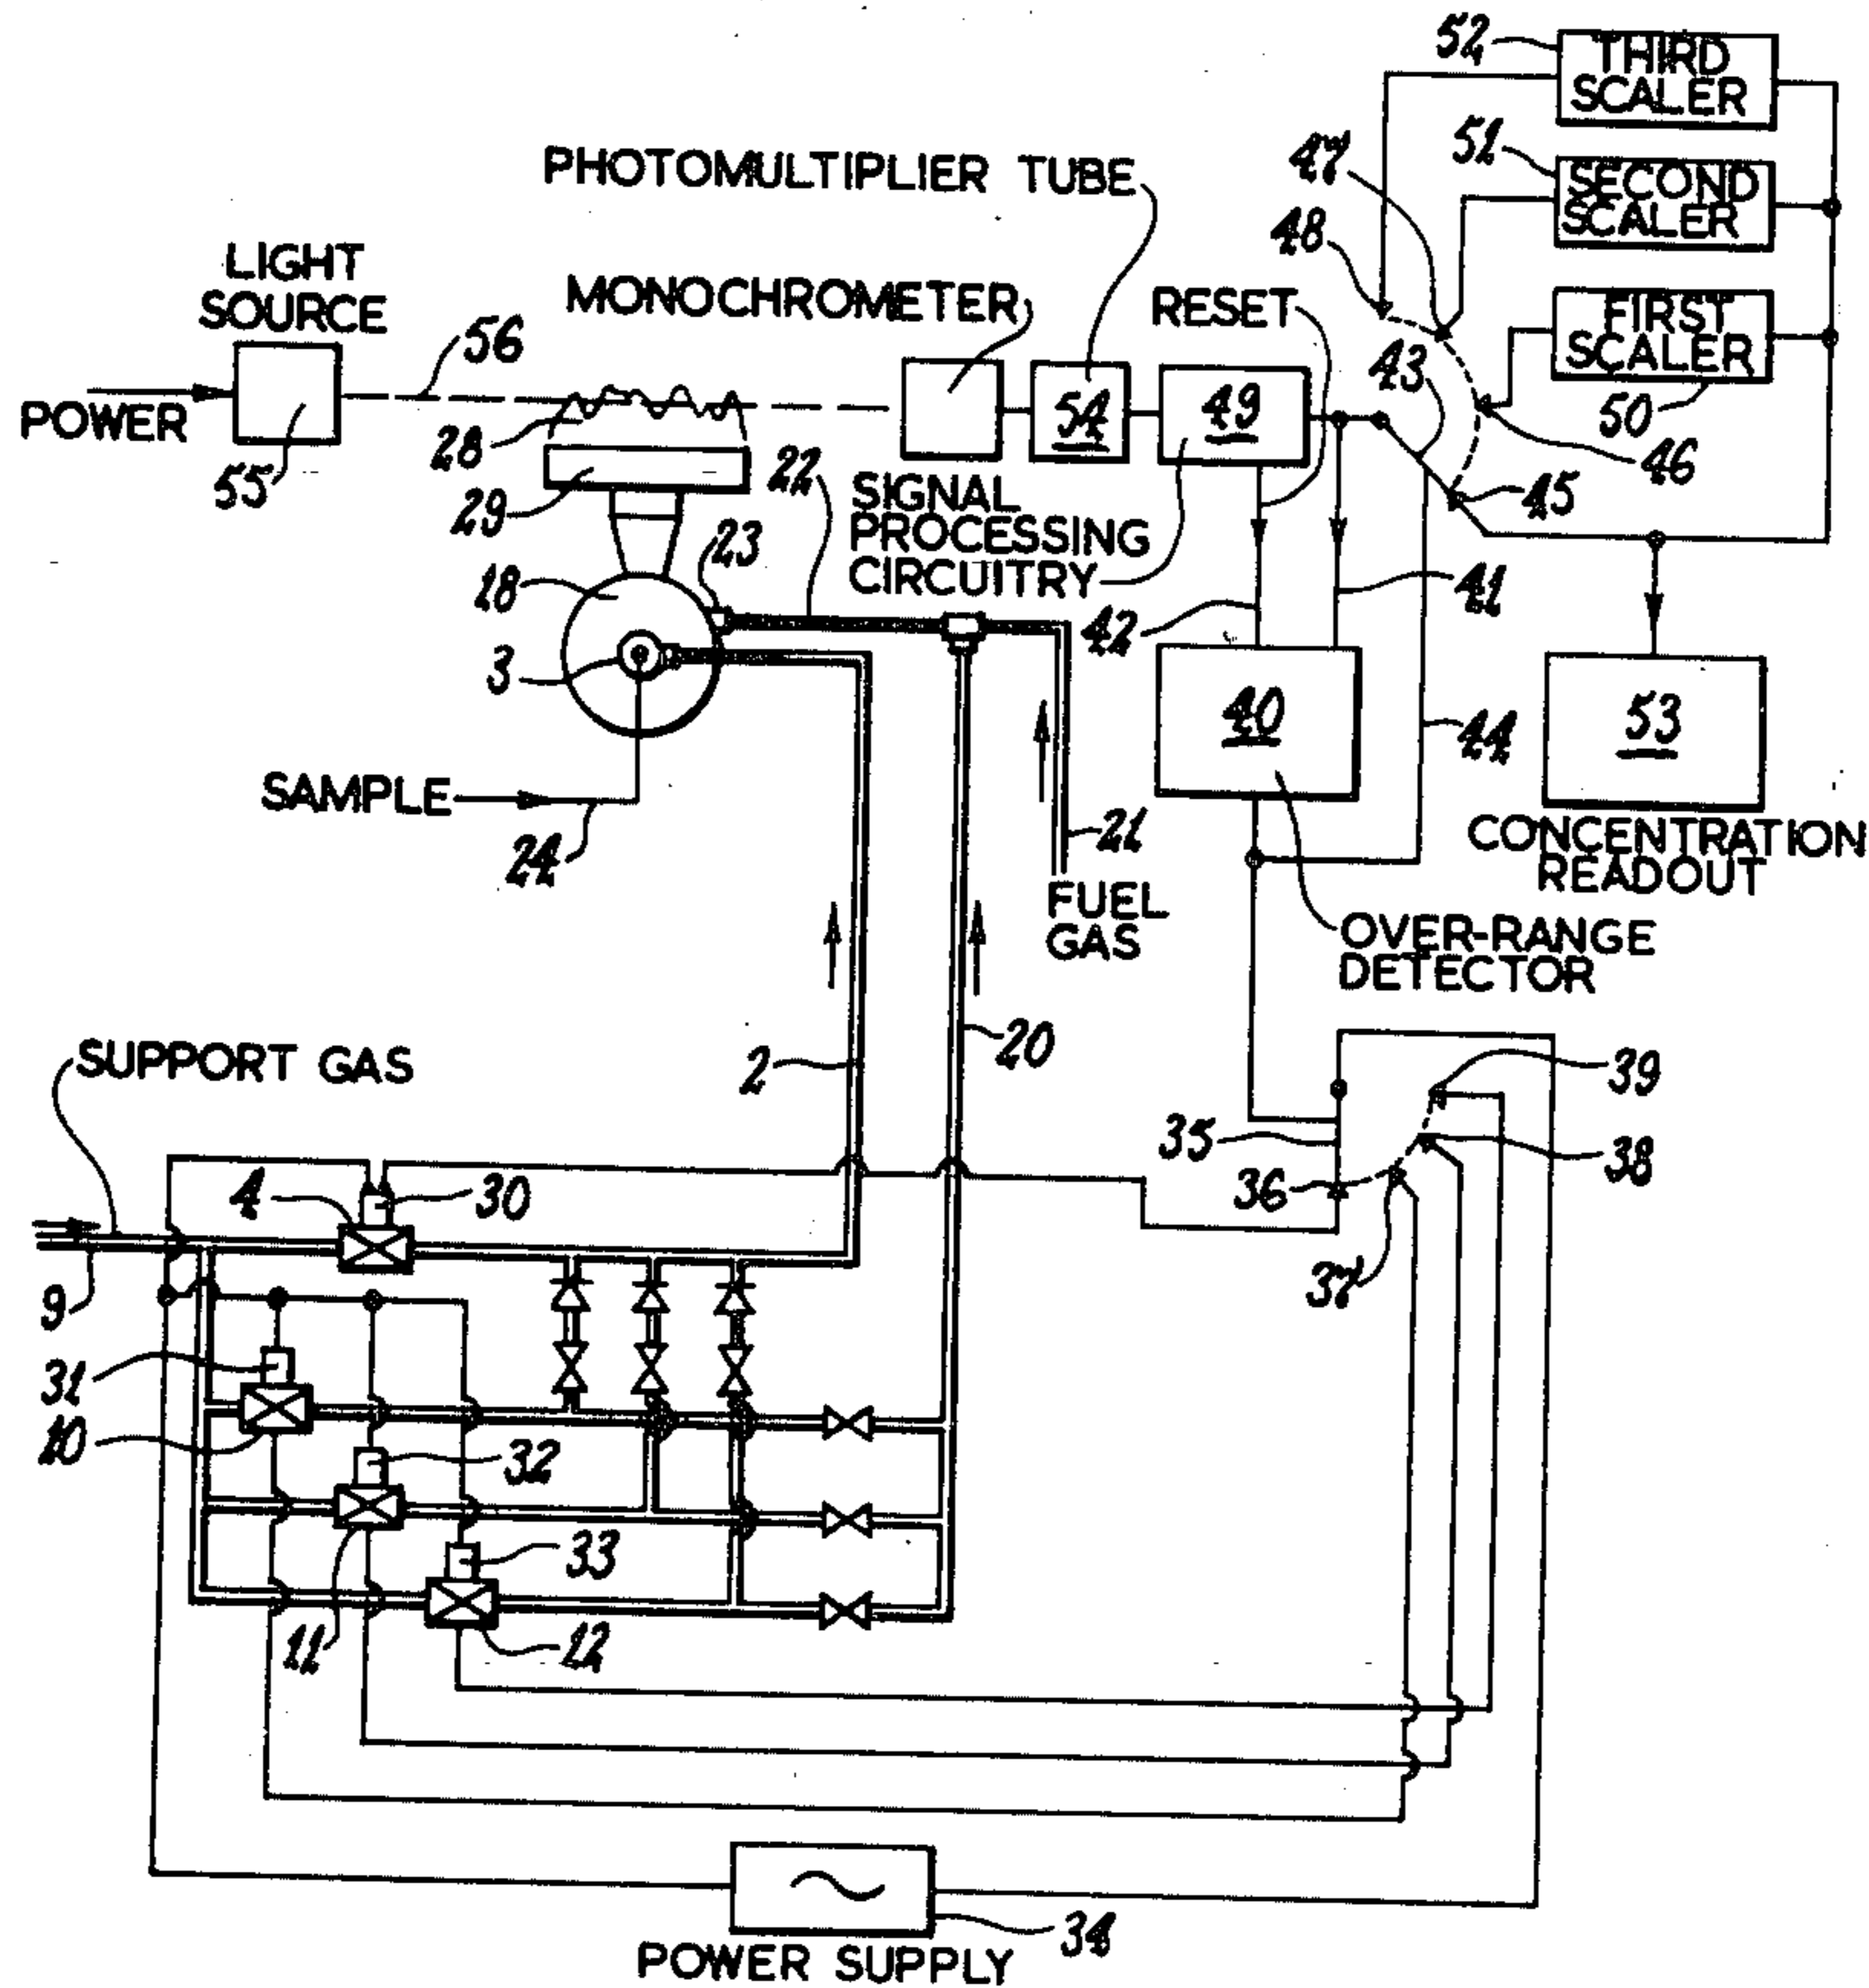 52
THIRD
SCALER
51
SECOND
SCALER
47
48
PHOTOMULTIPLIER TUBE
LIGHT
SOURCE
MONOCHROMETER
RESET
FIRST
SCALER
56
43
50
POWER
54
49
46
28
55
29
22
SIGNAL
PROCESSING
CIRCUITRY
45
23
18
41
42
3
40
44
53
SAMPLE
24
21
CONCENTRATION
READOUT
FUEL
GAS
OVER-RANGE
DETECTOR
20
2
SUPPORT GAS
39
35
38
4
30
36
9
37
31
10
32
33
11
12
34
POWER SUPPLY